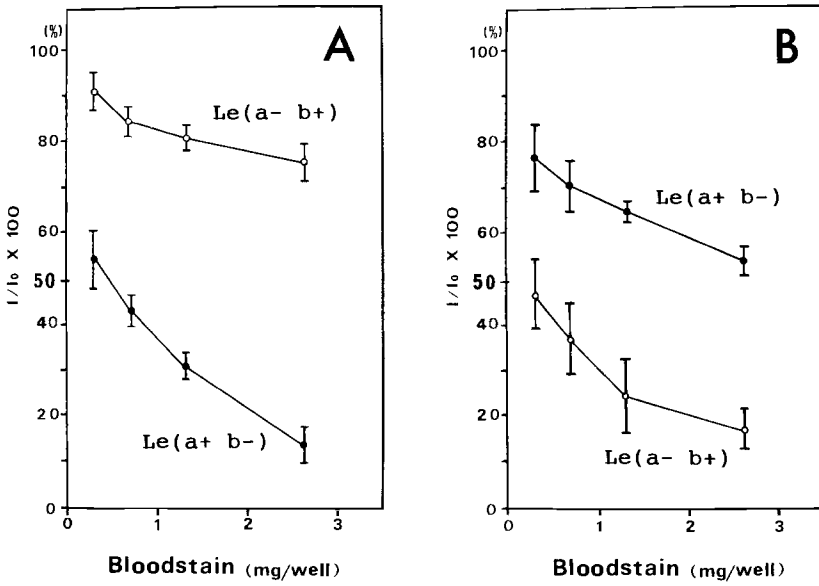 (%)
A
100
80
60
50
40
20
0
I/I₀ X 100
Le(a- b+)
Le(a+ b-)
0 1 2 3
Bloodstain (mg/well)
(%)
B
100
80
60
50
40
20
0
I/I₀ X 100
Le(a+ b-)
Le(a- b+)
0 1 2 3
Bloodstain (mg/well)